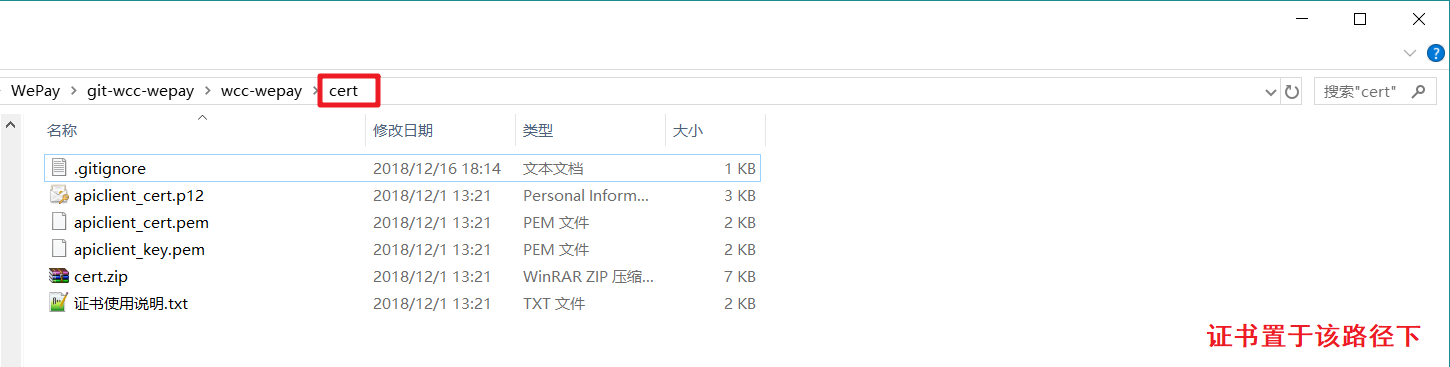 WePay > git-wcc-wepay > wcc-wepay > cert
搜索"cert"
名称 修改日期 类型 大小
.gitignore 2018/12/16 18:14 文本文档 1 KB
apiclient_cert.p12 2018/12/1 13:21 Personal Inform... 3 KB
apiclient_cert.pem 2018/12/1 13:21 PEM 文件 2 KB
apiclient_key.pem 2018/12/1 13:21 PEM 文件 2 KB
cert.zip 2018/12/1 13:21 WinRAR ZIP 压缩... 7 KB
证书使用说明.txt 2018/12/1 13:21 TXT 文件 2 KB
证书置于该路径下